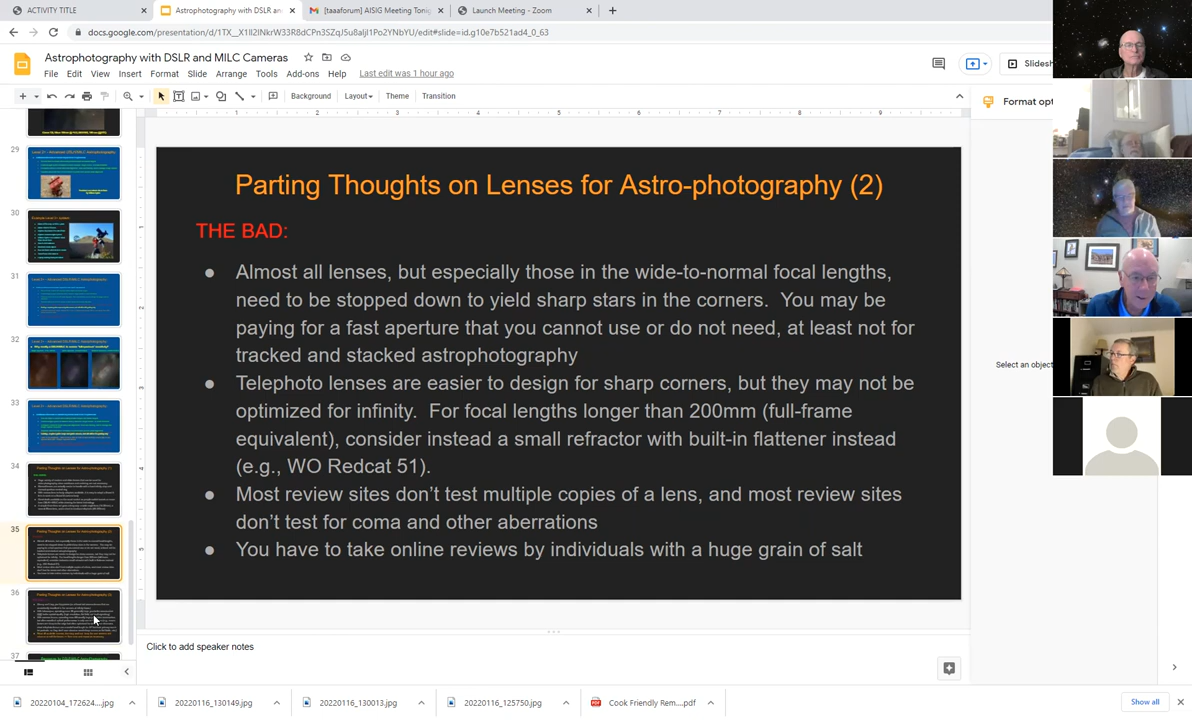 ACTIVITY TITLE
Astrophotography with DSLR and
[taaaforum] AISIG Meeting Tonig
Launch Meeting - Zoom
docs.google.com/presentation/d/
Astrophotography with DSLR and MILC Cameras
File Edit View Insert Format Slide Arrange Tools Add-ons Help Last edit was 1 hour ago
Slidesh
Background Layout Theme Transition
Format opt
29
30
31
32
33
34
35
36
37
Parting Thoughts on Lenses for Astro-photography (2)
THE BAD:
● Almost all lenses, but especially those in the wide-to-normal focal lengths,
need to be stopped down to yield sharp stars in the corners. You may be
paying for a fast aperture that you cannot use or do not need, at least not for
tracked and stacked astrophotography
● Telephoto lenses are easier to design for sharp corners, but they may not be
optimized for infinity. For focal lengths longer than 200mm (full-frame
equivalent), consider instead a small refractor with built-in flattener instead
(e.g., WO Redcat 51).
● Most review sites don't test multiple copies of a lens, and most review sites
don't test for coma and other aberrations
● You have to take online reviews by individuals with a huge grain of salt
Select an object
Click to add speaker notes
20220104_172624....jpg
20220116_130149.jpg
20220116_130013.jpg
20220116_125750.jpg
Cook Friendly Rem....pdf
Show all